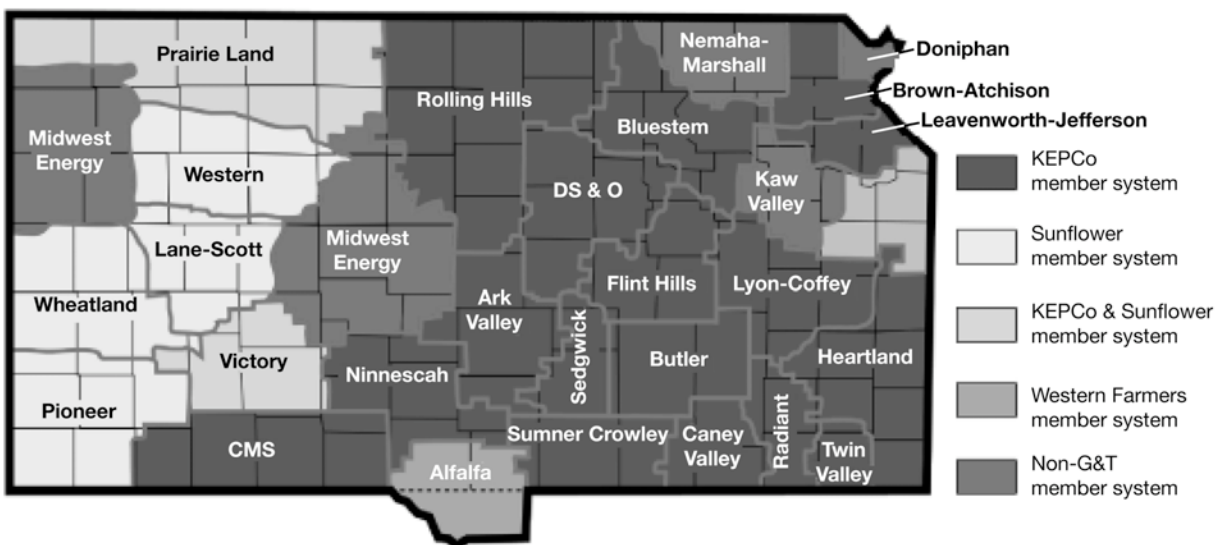 Prairie Land
Nemaha-
Marshall
Doniphan
Rolling Hills
Brown-Atchison
Bluestem
Leavenworth-Jefferson
Midwest
Energy
Western
DS & O
Kaw
Valley
Lane-Scott
Midwest
Energy
Wheatland
Ark
Valley
Flint Hills
Lyon-Coffey
Victory
Ninnescah
Sedgwick
Butler
Heartland
Pioneer
CMS
Alfalfa
Sumner Crowley
Caney
Valley
Radiant
Twin
Valley
KEPCo
member system
Sunflower
member system
KEPCo & Sunflower
member system
Western Farmers
member system
Non-G&T
member system